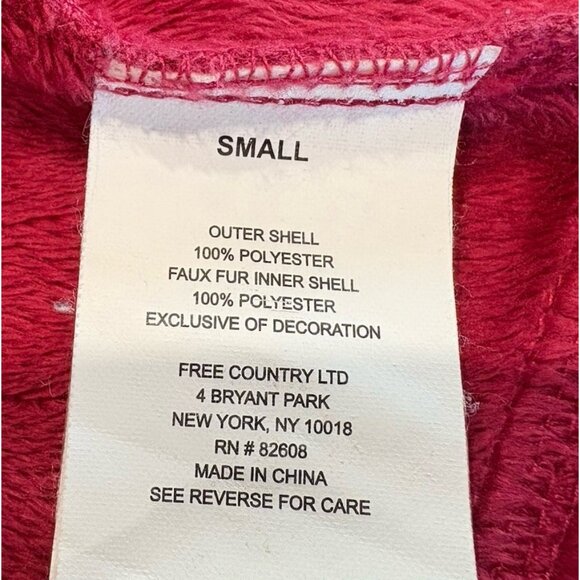 SMALL
OUTER SHELL
100% POLYESTER
FAUX FUR INNER SHELL
100% POLYESTER
EXCLUSIVE OF DECORATION
FREE COUNTRY LTD
4 BRYANT PARK
NEW YORK, NY 10018
RN # 82608
MADE IN CHINA
SEE REVERSE FOR CARE